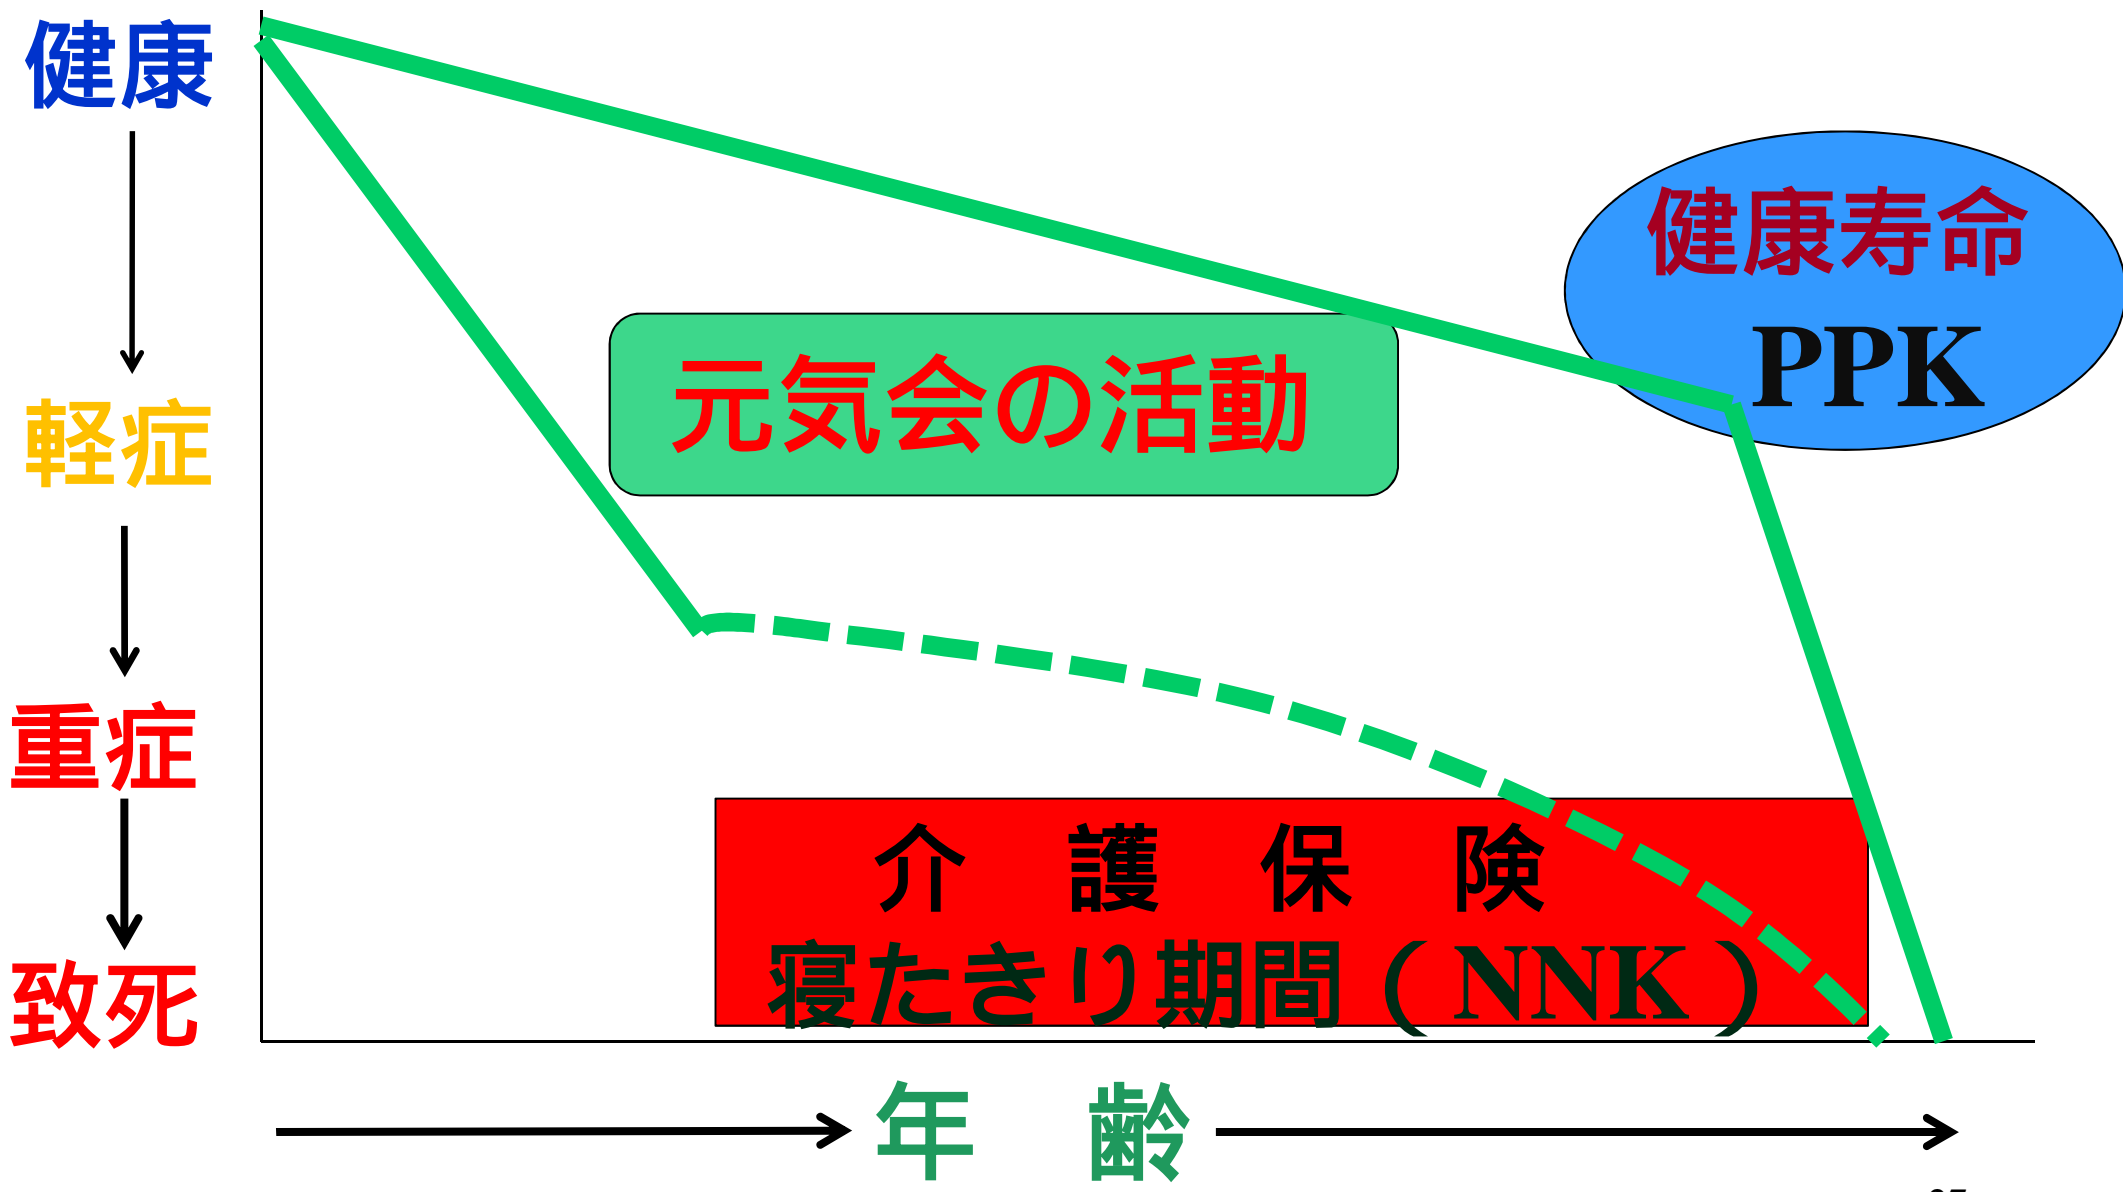 健康
健康寿命
PPK
元気会の活動
軽症
重症
介 護 保 険
寝たきり期間（NNK）
致死
年 齢